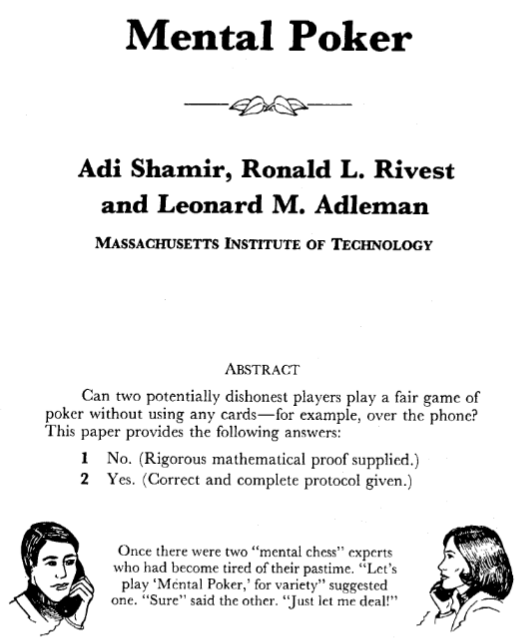 Mental Poker
Adi Shamir, Ronald L. Rivest
and Leonard M. Adleman
MASSACHUSETTS INSTITUTE OF TECHNOLOGY
ABSTRACT
Can two potentially dishonest players play a fair game of
poker without using any cards—for example, over the phone?
This paper provides the following answers:
1 No. (Rigorous mathematical proof supplied.)
2 Yes. (Correct and complete protocol given.)
Once there were two “mental chess” experts
who had become tired of their pastime. “Let’s
play ‘Mental Poker,’ for variety” suggested
one. “Sure” said the other. “Just let me deal!”